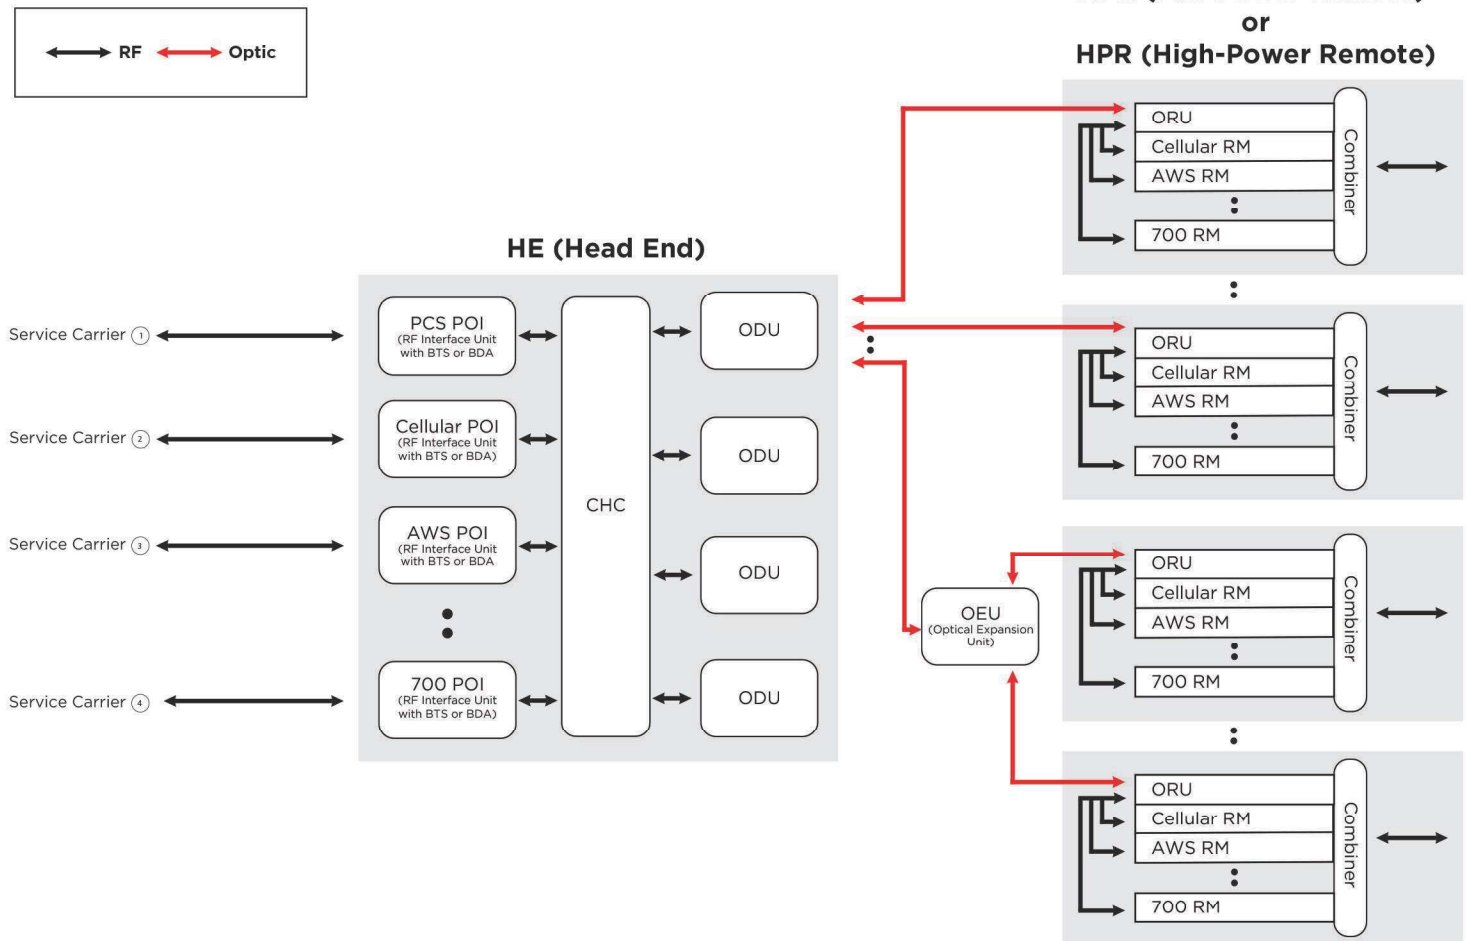 RF
Optic
or
HPR (High-Power Remote)
ORU
Cellular RM
AWS RM
700 RM
Combiner
HE (Head End)
Service Carrier 1
Service Carrier 2
Service Carrier 3
Service Carrier 4
PCS POI
(RF Interface Unit
with BTS or BDA
Cellular POI
(RF Interface Unit
with BTS or BDA)
AWS POI
(RF Interface Unit
with BTS or BDA
700 POI
(RF Interface Unit
with BTS or BDA)
CHC
ODU
ODU
ODU
ODU
ORU
Cellular RM
AWS RM
700 RM
Combiner
OEU
(Optical Expansion
Unit)
ORU
Cellular RM
AWS RM
700 RM
Combiner
ORU
Cellular RM
AWS RM
700 RM
Combiner